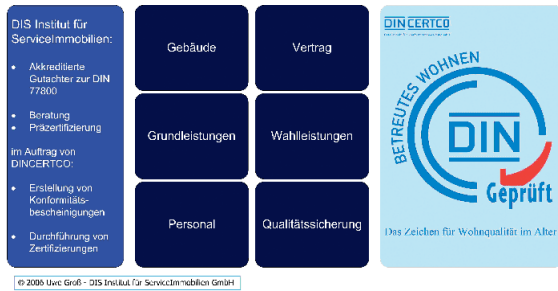 DIS Institut für
ServiceImmobilien:
Akkreditierte
Gutachter zur DIN
77800
Beratung
Präzertifizierung
im Auftrag von
DINCERTCO:
Erstellung von
Konformitäts-
bescheinigungen
Durchführung von
Zertifizierungen
Gebäude
Vertrag
Grundleistungen
Wahlleistungen
Personal
Qualitätssicherung
DIN CERTCO
BETREUTES WOHNEN
DIN
Geprüft
Das Zeichen für Wohnqualität im Alter
© 2006 Uwe Groß - DIS Institut für ServiceImmobilien GmbH